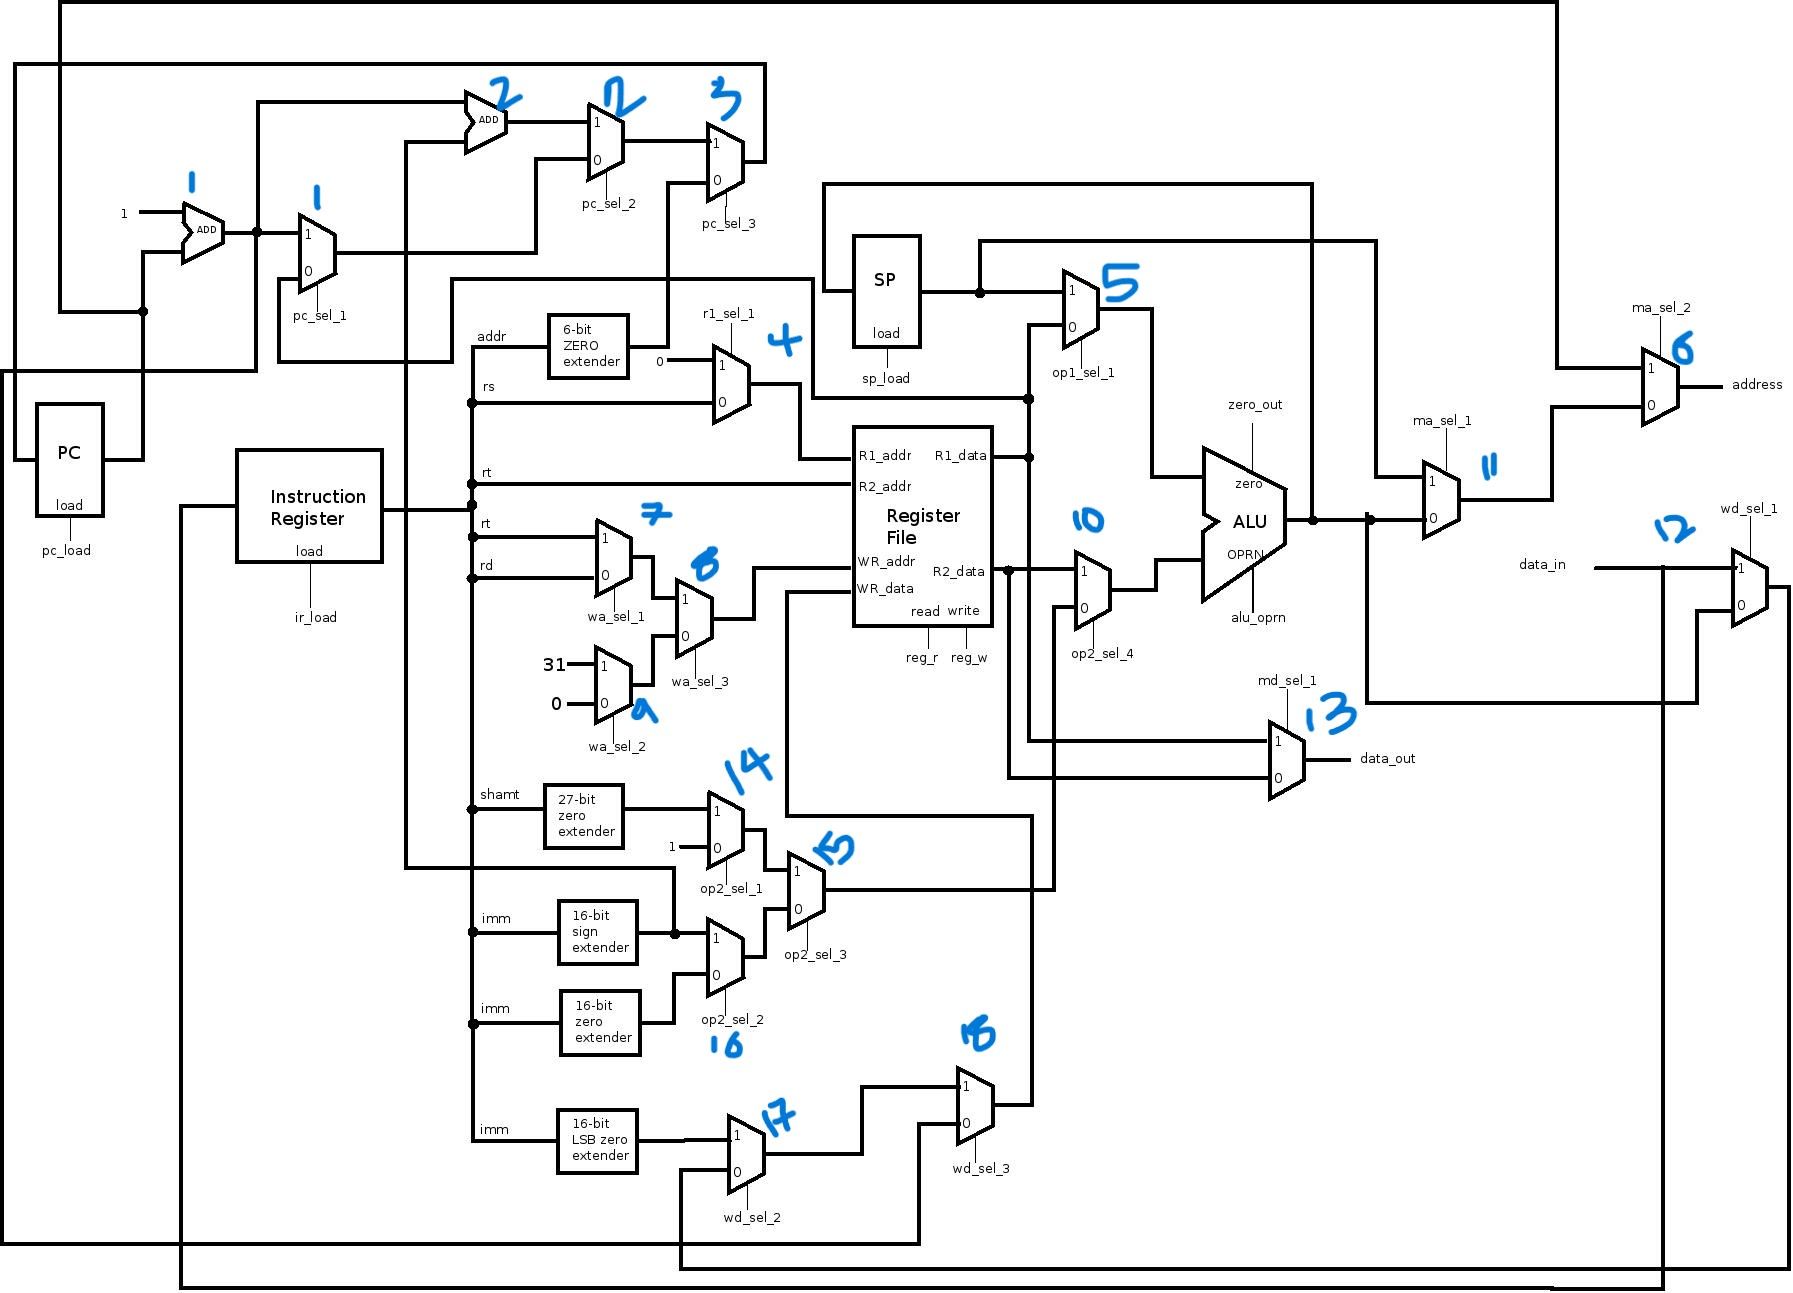 2
2
3
ADD
1
0
pc_sel_2
1
0
pc_sel_3
1
1
1
ADD
1
0
pc_sel_1
SP
load
sp_load
5
1
0
op1_sel_1
ma_sel_2
6
1
0
address
addr
6-bit
ZERO
extender
r1_sel_1
4
0
1
0
rs
PC
load
pc_load
Instruction
Register
load
ir_load
rt
R1_addr
R1_data
R2_addr
Register
File
WR_addr
R2_data
WR_data
read write
reg_r reg_w
zero_out
zero
ALU
OPRN
alu_oprn
ma_sel_1
11
1
0
wd_sel_1
12
data_in
1
0
rt
rd
7
1
0
wa_sel_1
8
1
0
wa_sel_3
31
0
1
0
9
wa_sel_2
10
1
0
op2_sel_4
md_sel_1
13
1
0
data_out
shamt
27-bit
zero
extender
14
1
1
0
op2_sel_1
15
1
0
op2_sel_3
imm
16-bit
sign
extender
1
0
op2_sel_2
16
imm
16-bit
zero
extender
18
1
0
wd_sel_3
imm
16-bit
LSB zero
extender
17
1
0
wd_sel_2